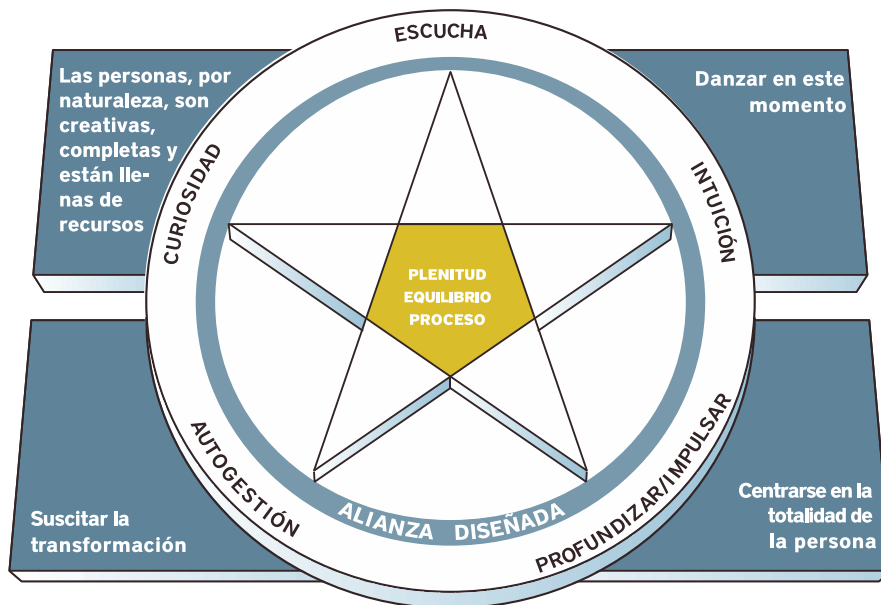 ESCUCHA
Las personas, por
naturaleza, son
creativas,
completas y
están lle-
nas de
recursos
Danzar en este
momento
CURIOSIDAD
INTUICIÓN
PLENITUD
EQUILIBRIO
PROCESO
AUTOGESTIÓN
PROFUNDIZAR/IMPULSAR
ALIANZA DISEÑADA
Suscitar la
transformación
Centrarse en la
totalidad de
la persona